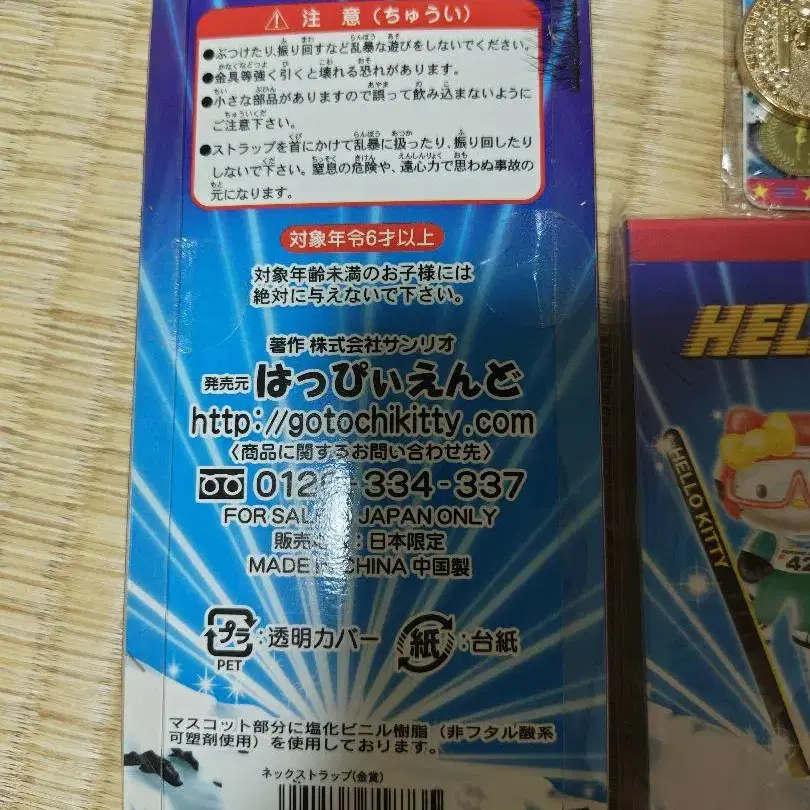 注 意 (ちゅうい)
●ぶつけたり、振り回すなど乱暴な遊びをしないでください。
●金具等強く引くと壊れる恐れがあります。
●小さな部品がありますので誤って飲み込まないように
ご注意下さい。
●ストラップを首にかけて乱暴に扱ったり、振り回したり
しないで下さい。窒息の危険や、遠心力で思わぬ事故の
元になります。
対象年令6才以上
対象年齢未満のお子様には
絶対に与えないで下さい。
著作 株式会社サンリオ
発売元 はっぴぃえんど
http://gotochikitty.com
〈商品に関するお問い合わせ先〉
0120-334-337
FOR SALE JAPAN ONLY
販売 : 日本限定
MADE CHINA 中国製
プラ PET :透明カバー 紙 :台紙
マスコット部分に塩化ビニル樹脂(非フタル酸系
可塑剤使用)を使用しております。
ネックストラップ(金賞)
HEL
HELLO KITTY
42